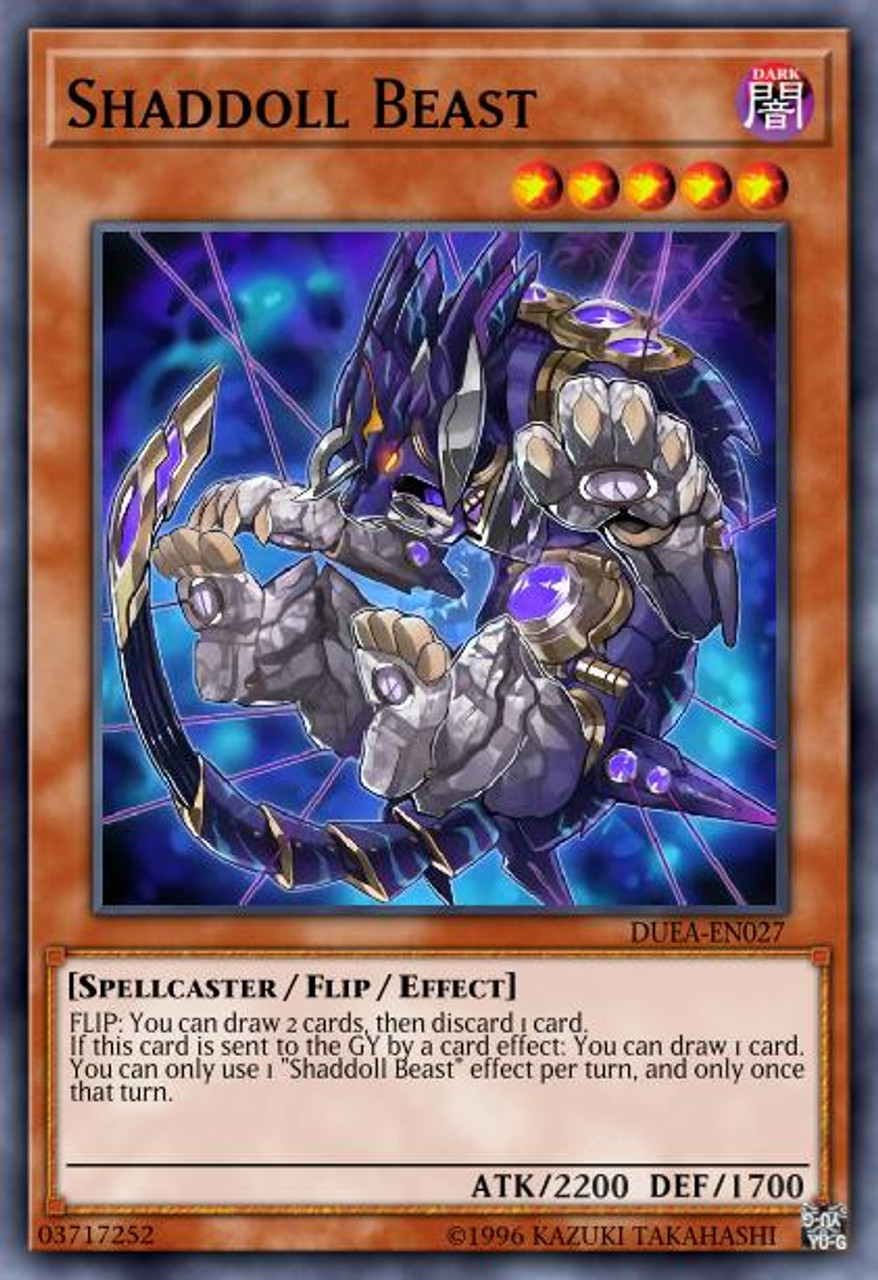 SHADDOLL BEAST
DARK
闇
DUEA-EN027
[SPELLCASTER / FLIP / EFFECT]
FLIP: You can draw 2 cards, then discard 1 card.
If this card is sent to the GY by a card effect: You can draw 1 card.
You can only use 1 "Shaddoll Beast" effect per turn, and only once
that turn.
ATK/2200 DEF/1700
03717252
©1996 KAZUKI TAKAHASHI